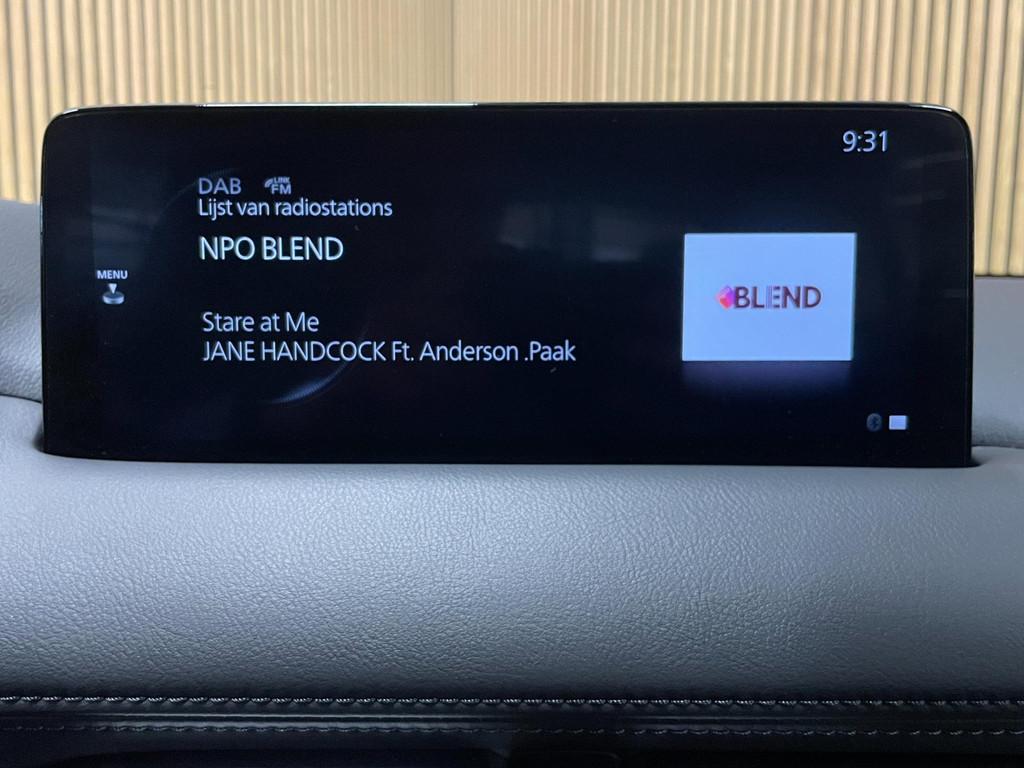 9:31
DAB LINK FM
Lijst van radiostations
NPO BLEND
MENU
BLEND
Stare at Me
JANE HANDCOCK Ft. Anderson .Paak